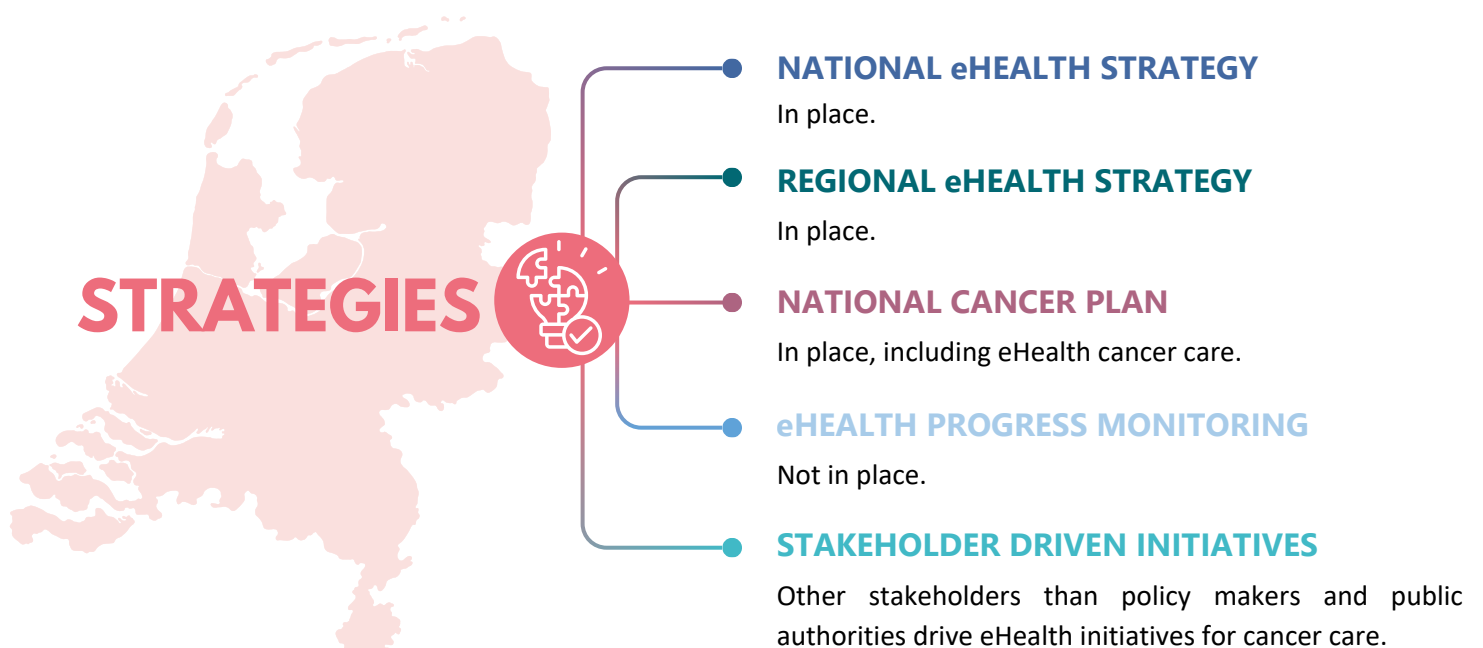 STRATEGIES
NATIONAL eHEALTH STRATEGY
In place.
REGIONAL eHEALTH STRATEGY
In place.
NATIONAL CANCER PLAN
In place, including eHealth cancer care.
eHEALTH PROGRESS MONITORING
Not in place.
STAKEHOLDER DRIVEN INITIATIVES
Other stakeholders than policy makers and public
authorities drive eHealth initiatives for cancer care.